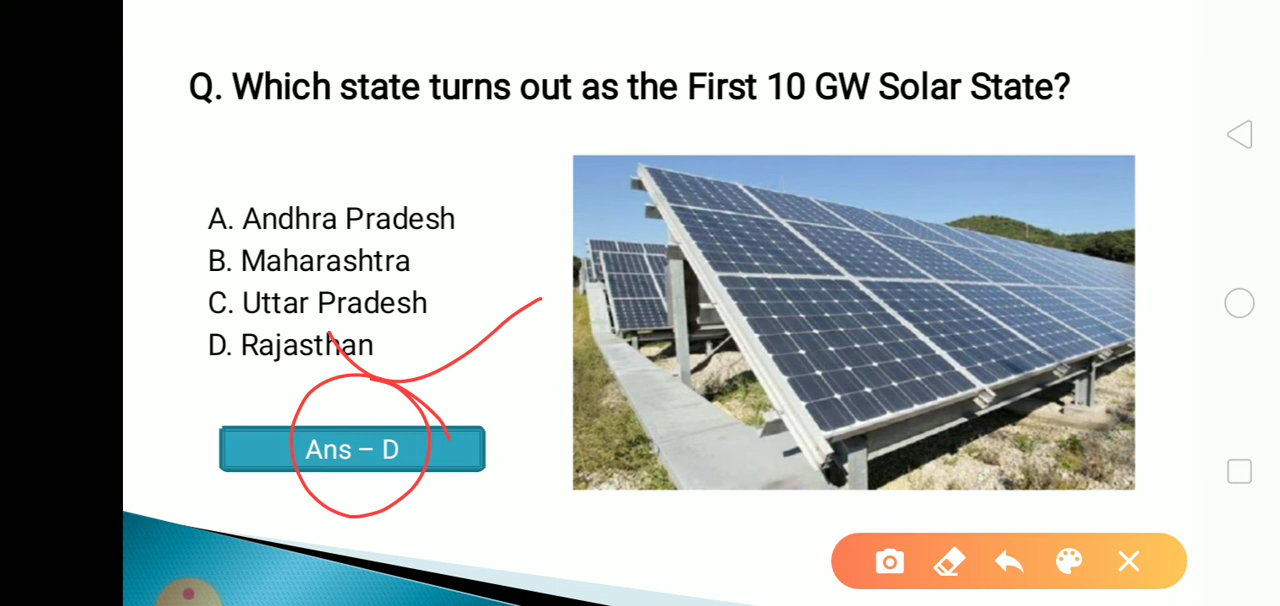 Q. Which state turns out as the First 10 GW Solar State?
A. Andhra Pradesh
B. Maharashtra
C. Uttar Pradesh
D. Rajasthan
Ans – D